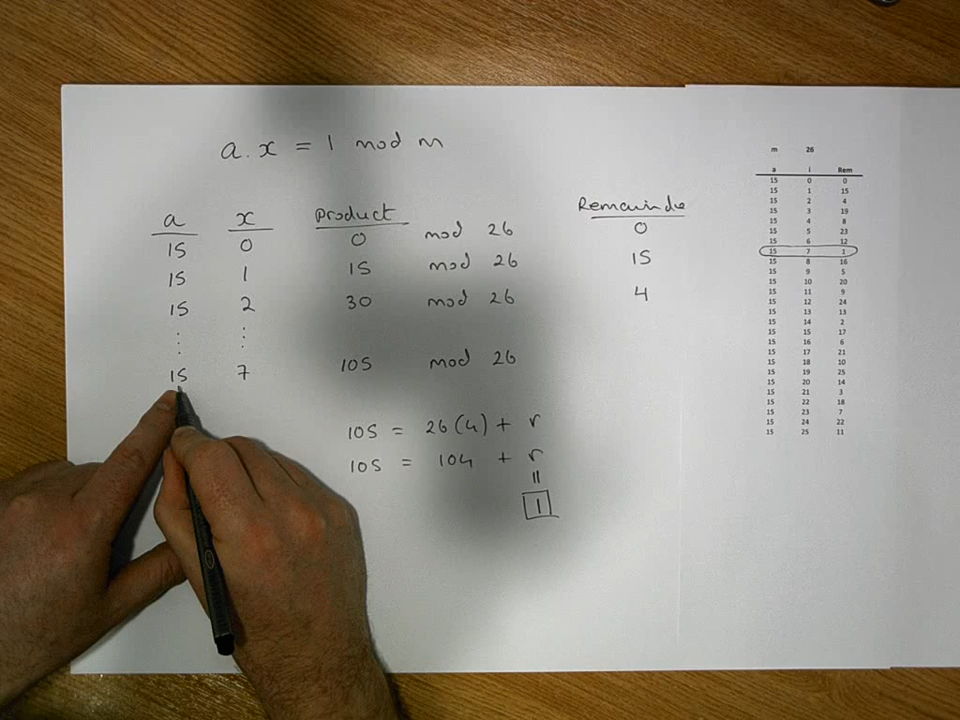 a.x = 1 mod m
a x Product Remainde
15 0 0 mod 26 0
15 1 15 mod 26 15
15 2 30 mod 26 4
⋮ ⋮
15 7 105 mod 26
105 = 26(4) + r
105 = 104 + r
=
1
m 26
a I Rem
15 0 0
15 1 15
15 2 4
15 3 19
15 4 8
15 5 23
15 6 12
15 7 1
15 8 16
15 9 5
15 10 20
15 11 9
15 12 24
15 13 13
15 14 2
15 15 17
15 16 6
15 17 21
15 18 10
15 19 25
15 20 14
15 21 3
15 22 18
15 23 7
15 24 22
15 25 11